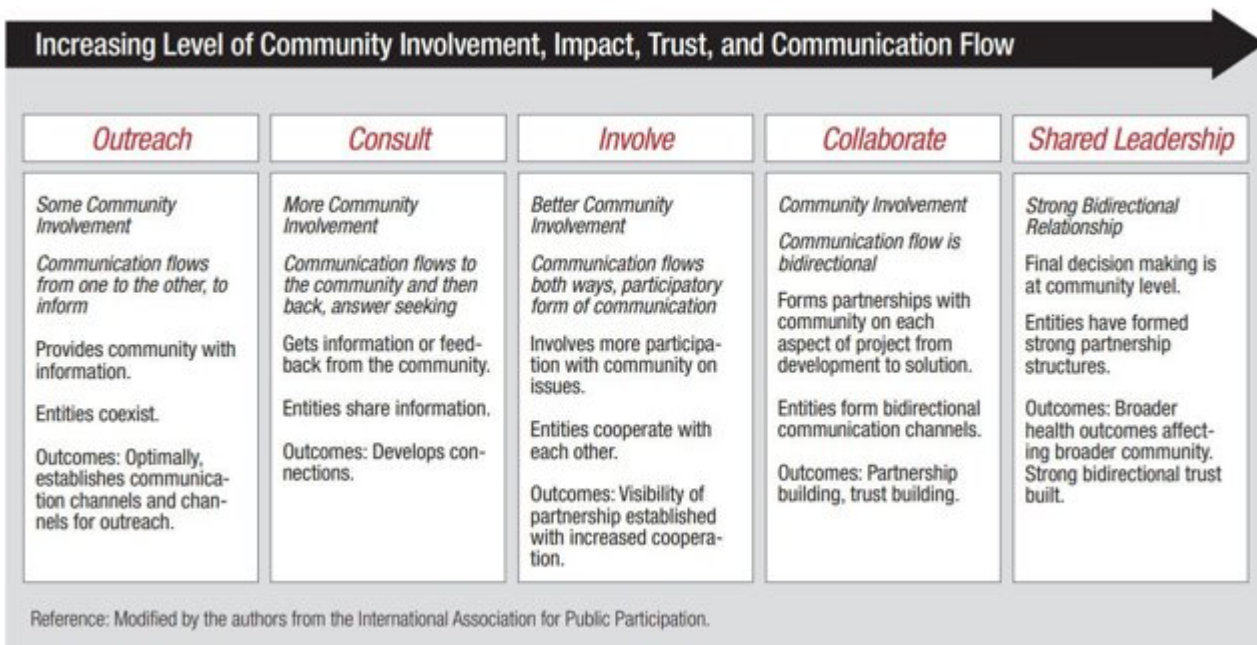 Increasing Level of Community Involvement, Impact, Trust, and Communication Flow
Outreach
Some Community
Involvement
Communication flows
from one to the other, to
inform
Provides community with
information.
Entities coexist.
Outcomes: Optimally,
establishes communica-
tion channels and chan-
nels for outreach.
Consult
More Community
Involvement
Communication flows to
the community and then
back, answer seeking
Gets information or feed-
back from the community.
Entities share information.
Outcomes: Develops con-
nections.
Involve
Better Community
Involvement
Communication flows
both ways, participatory
form of communication
Involves more participa-
tion with community on
issues.
Entities cooperate with
each other.
Outcomes: Visibility of
partnership established
with increased coopera-
tion.
Collaborate
Community Involvement
Communication flow is
bidirectional
Forms partnerships with
community on each
aspect of project from
development to solution.
Entities form bidirectional
communication channels.
Outcomes: Partnership
building, trust building.
Shared Leadership
Strong Bidirectional
Relationship
Final decision making is
at community level.
Entities have formed
strong partnership
structures.
Outcomes: Broader
health outcomes affect-
ing broader community.
Strong bidirectional trust
built.
Reference: Modified by the authors from the International Association for Public Participation.